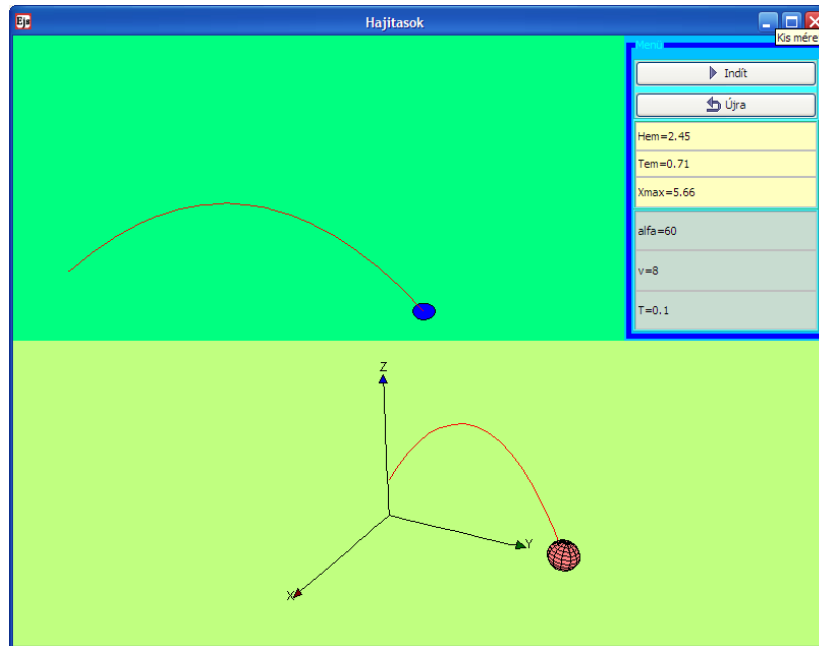 Ejs
Hajitasok
Kis mére
Menü
Indít
Újra
Hem=2.45
Tem=0.71
Xmax=5.66
alfa=60
v=8
T=0.1
Z
Y
X